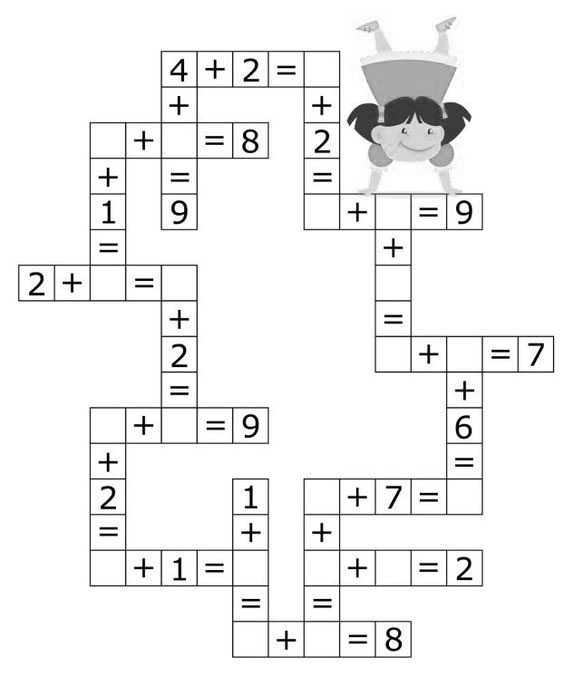 4 + 2 =
+ +
+ = 8 2
+ = =
1 9 + = 9
= +
2 + =
+ =
2 + = 7
= +
+ = 9 6
+ =
2 1 + 7 =
= + +
+ 1 = + = 2
= =
+ = 8